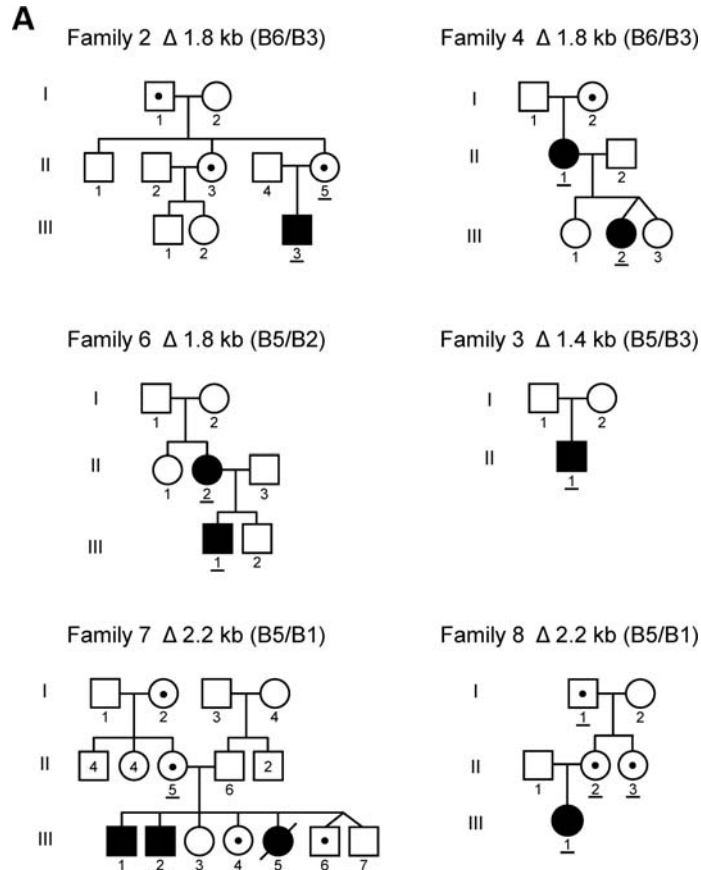 A
Family 2 Δ 1.8 kb (B6/B3)
I
1 2
II
1 2 3 4 5
III
1 2 3
Family 4 Δ 1.8 kb (B6/B3)
I
1 2
II
1 2
III
1 2 3
Family 6 Δ 1.8 kb (B5/B2)
I
1 2
II
1 2 3
III
1 2
Family 3 Δ 1.4 kb (B5/B3)
I
1 2
II
1
III
Family 7 Δ 2.2 kb (B5/B1)
I
1 2 3 4
II
4 4 2
5 6
III
1 2 3 4 5 6 7
Family 8 Δ 2.2 kb (B5/B1)
I
1 2
II
1 2 3
III
1